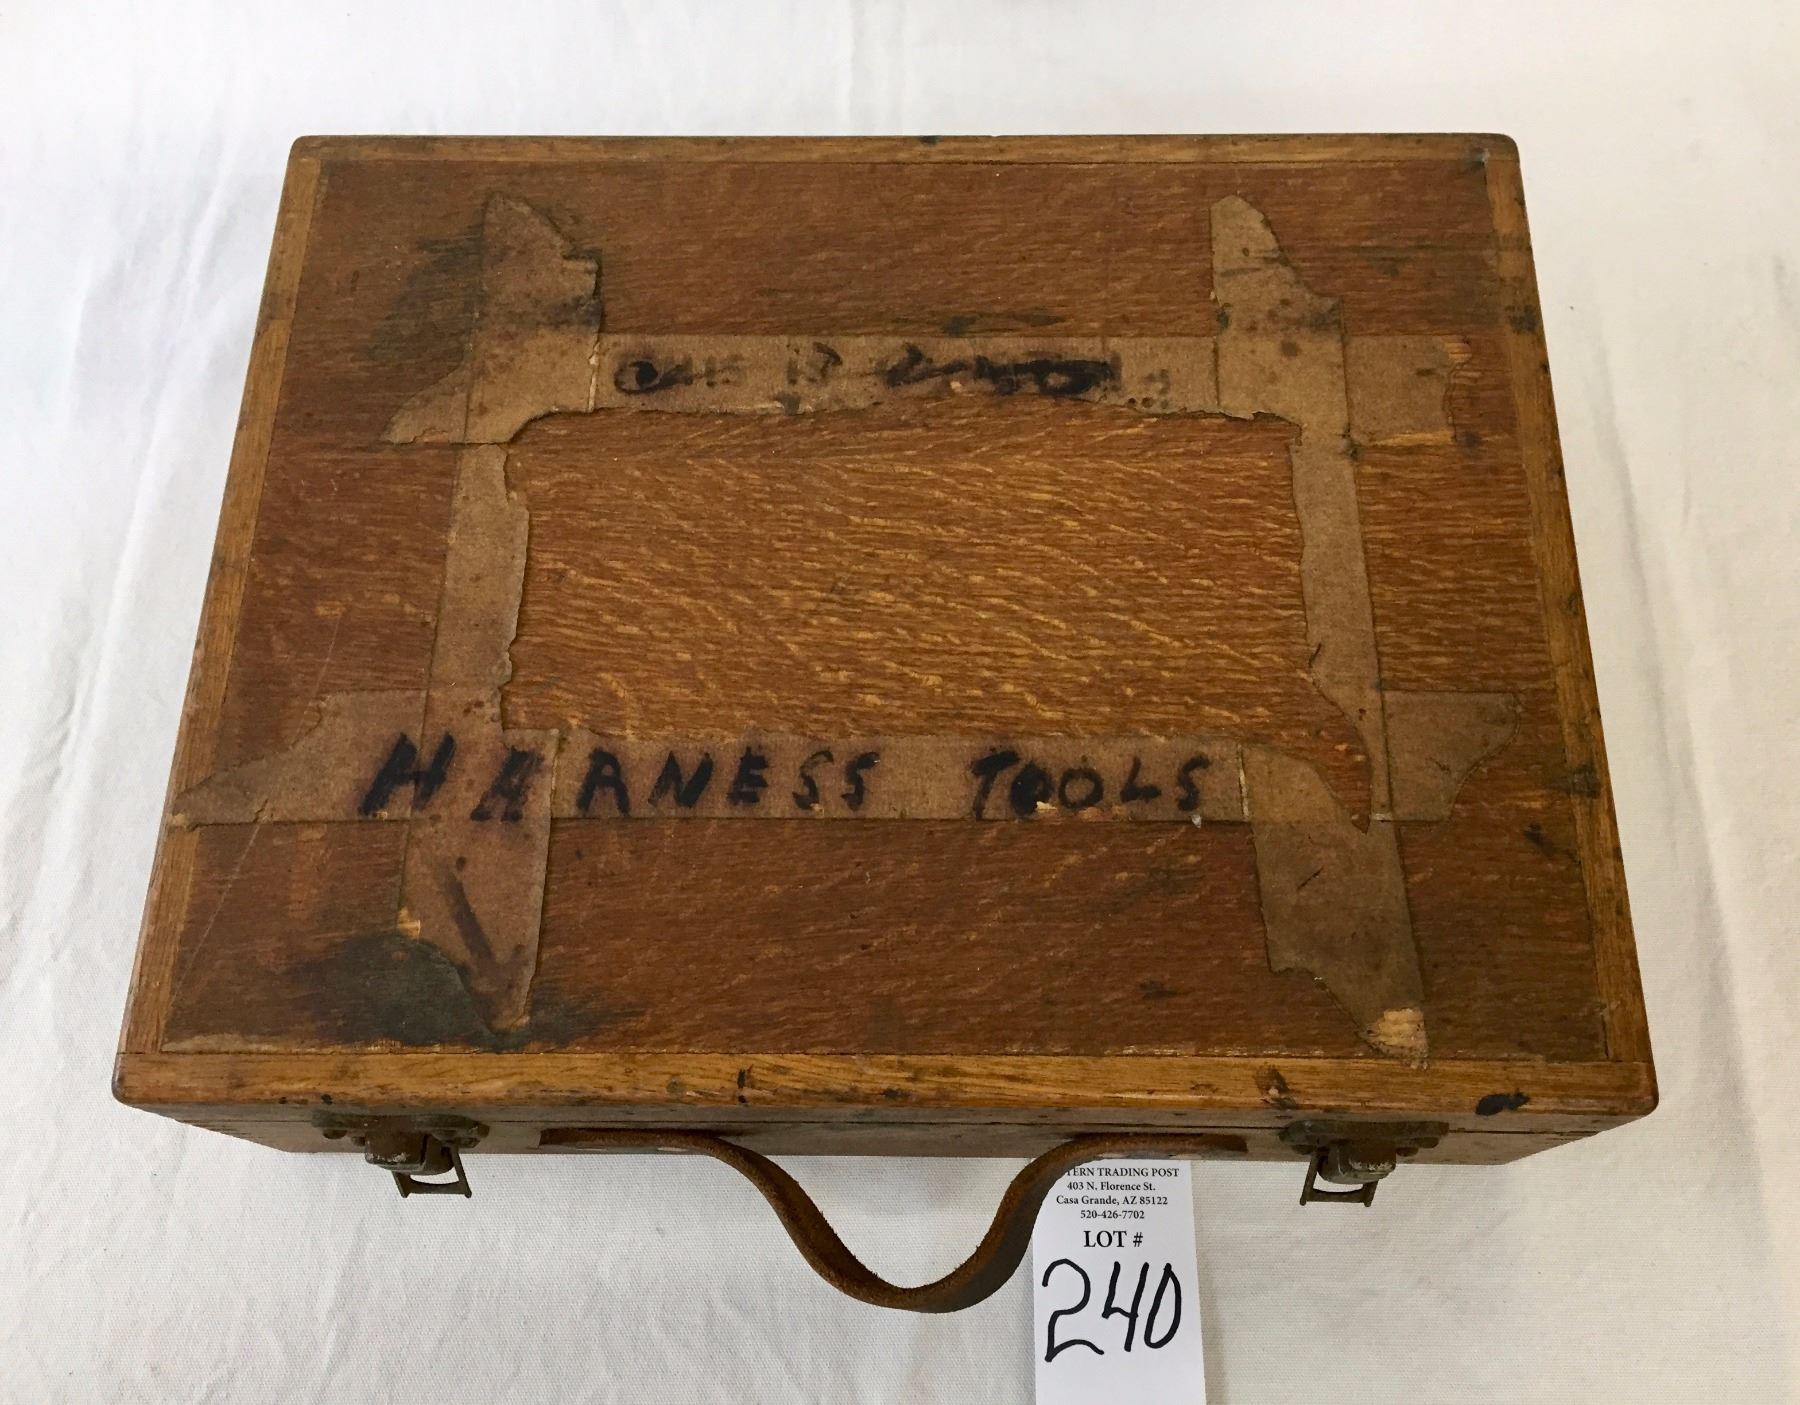 HARNESS TOOLS
TERN TRADING POST
403 N. Florence St.
Casa Grande, AZ 85122
520-426-7702
LOT #
240